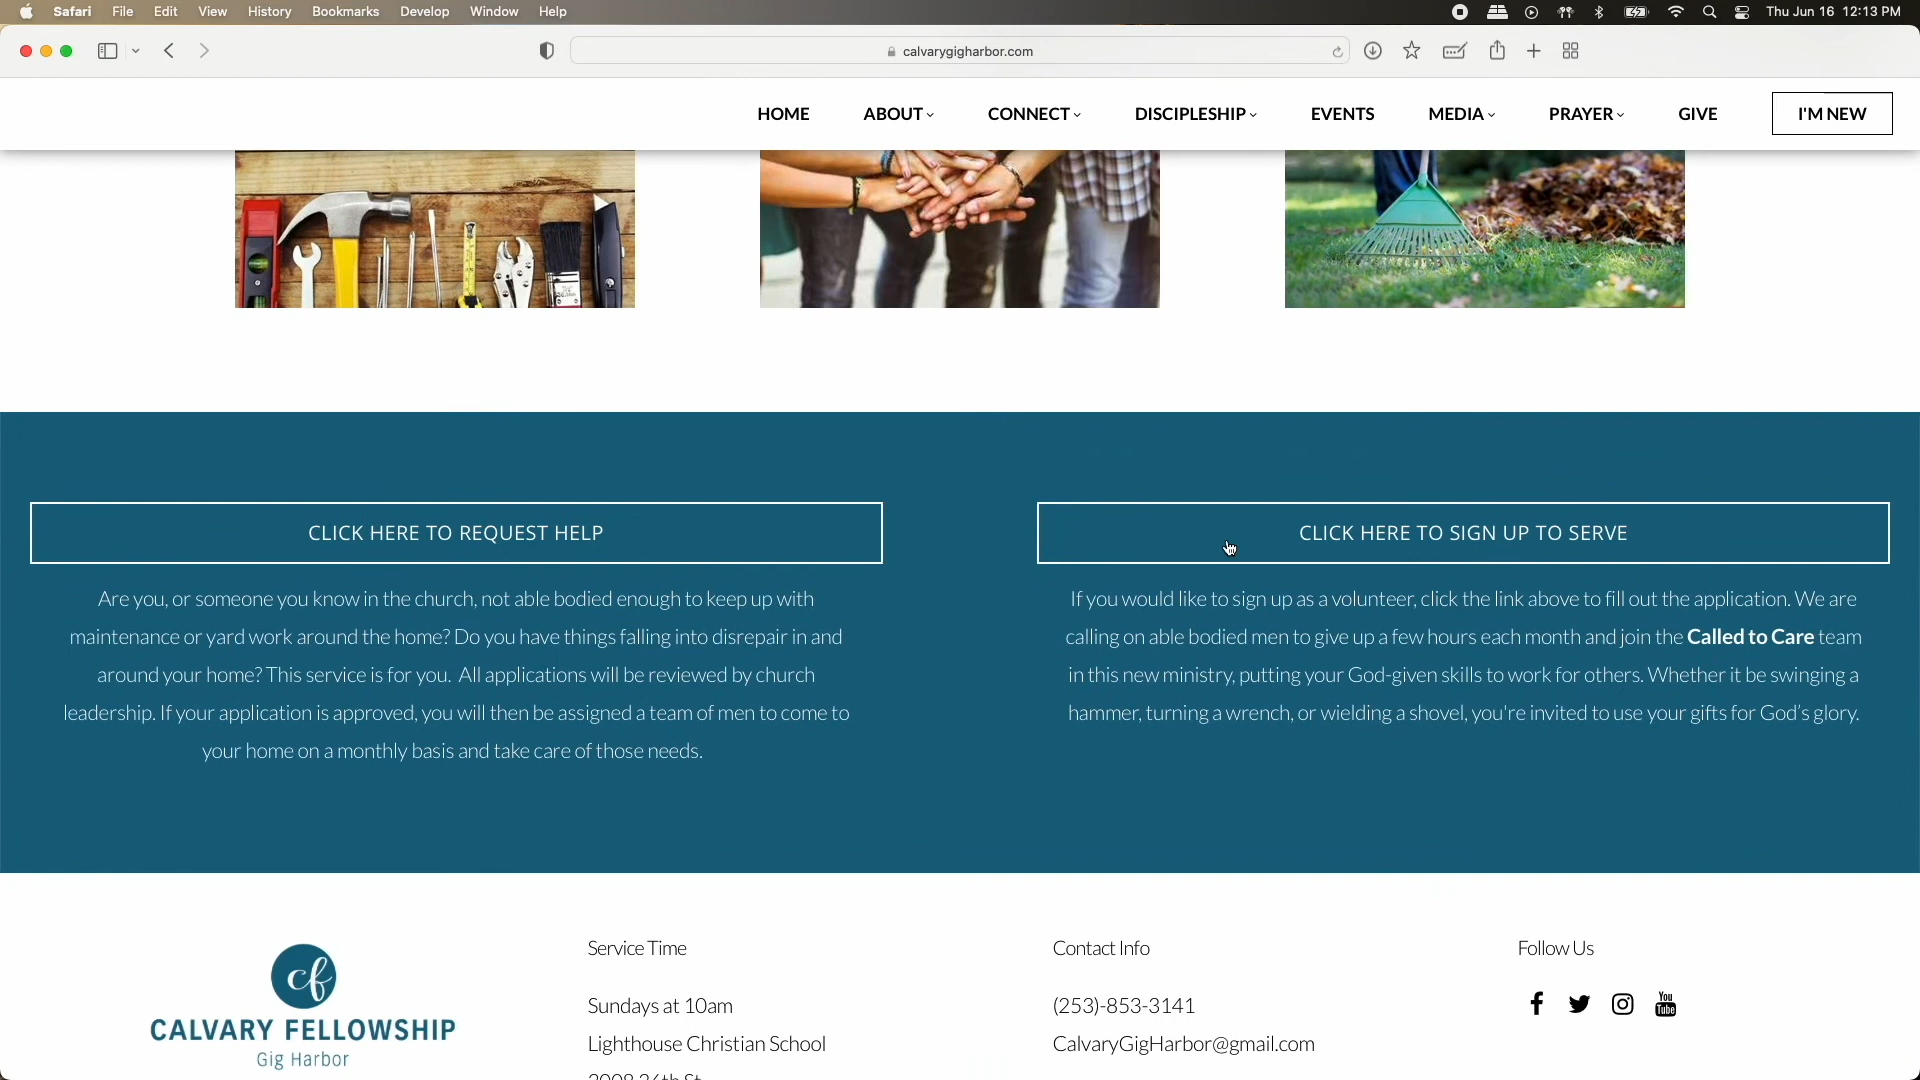 Safari File Edit View History Bookmarks Develop Window Help Thu Jun 16 12:13 PM
calvarygigharbor.com
HOME ABOUT CONNECT DISCIPLESHIP EVENTS MEDIA PRAYER GIVE I'M NEW
CLICK HERE TO REQUEST HELP
Are you, or someone you know in the church, not able bodied enough to keep up with
maintenance or yard work around the home? Do you have things falling into disrepair in and
around your home? This service is for you. All applications will be reviewed by church
leadership. If your application is approved, you will then be assigned a team of men to come to
your home on a monthly basis and take care of those needs.
CLICK HERE TO SIGN UP TO SERVE
If you would like to sign up as a volunteer, click the link above to fill out the application. We are
calling on able bodied men to give up a few hours each month and join the Called to Care team
in this new ministry, putting your God-given skills to work for others. Whether it be swinging a
hammer, turning a wrench, or wielding a shovel, you're invited to use your gifts for God's glory.
cf
CALVARY FELLOWSHIP
Gig Harbor
Service Time
Sundays at 10am
Lighthouse Christian School
Contact Info
(253)-853-3141
CalvaryGigHarbor@gmail.com
Follow Us
You
Tube